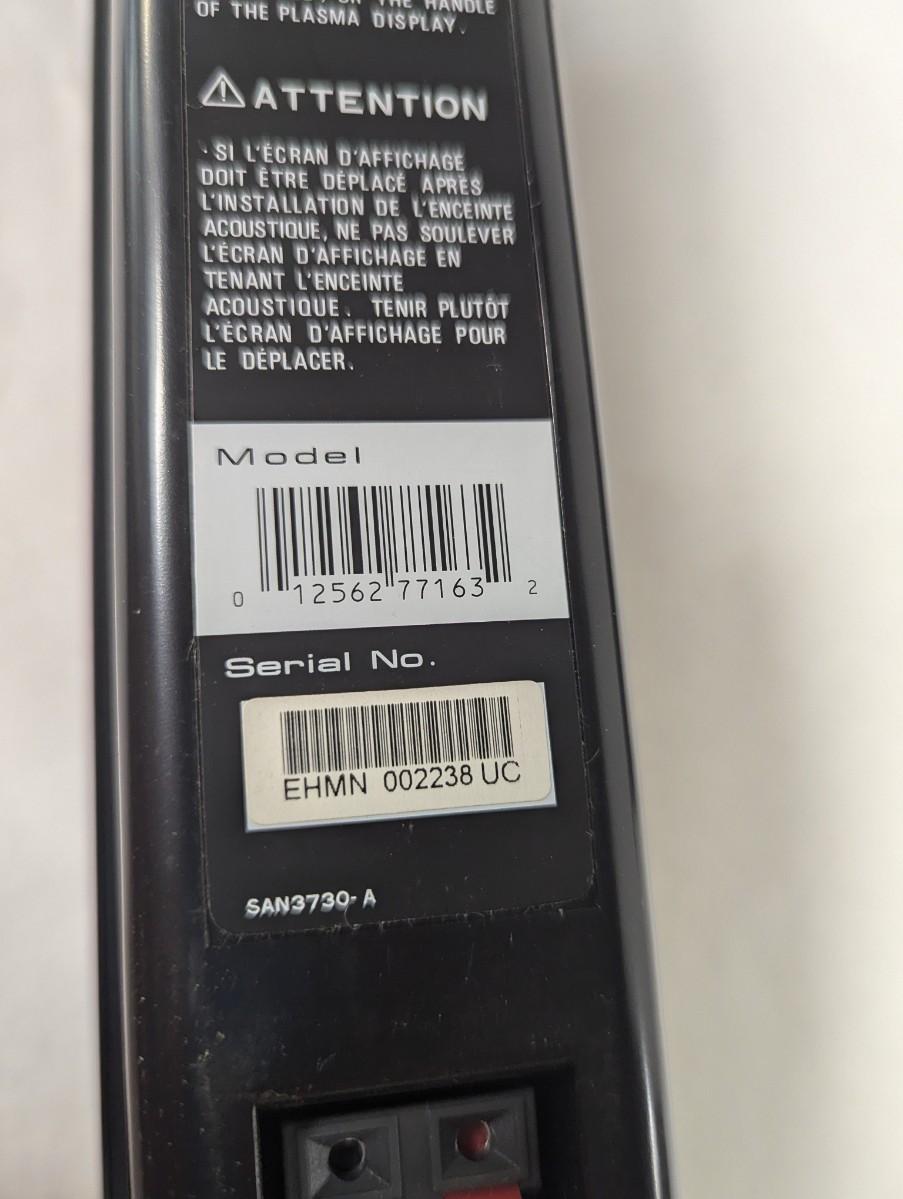 THE HANDLE
OF THE PLASMA DISPLAY.
ATTENTION
· SI L'ÉCRAN D'AFFICHAGE
DOIT ÊTRE DÉPLACÉ APRÈS
L'INSTALLATION DE L'ENCEINTE
ACOUSTIQUE, NE PAS SOULEVER
L'ÉCRAN D'AFFICHAGE EN
TENANT L'ENCEINTE
ACOUSTIQUE. TENIR PLUTÔT
L'ÉCRAN D'AFFICHAGE POUR
LE DÉPLACER.
Model
0 12562 77163 2
Serial No.
EHMN 002238 UC
SAN3730-A